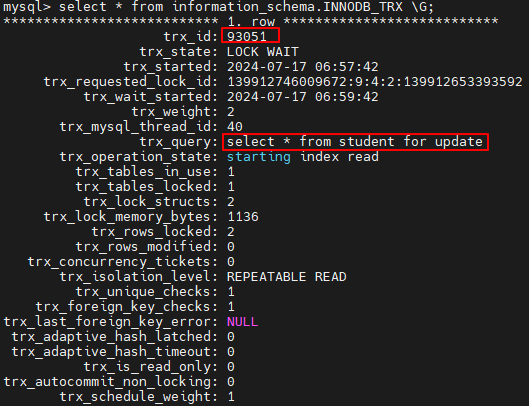 mysql> select * from information_schema.INNODB_TRX \G;
*************************** 1. row ***************************
trx_id: 93051
trx_state: LOCK WAIT
trx_started: 2024-07-17 06:57:42
trx_requested_lock_id: 139912746009672:9:4:2:139912653393592
trx_wait_started: 2024-07-17 06:59:42
trx_weight: 2
trx_mysql_thread_id: 40
trx_query: select * from student for update
trx_operation_state: starting index read
trx_tables_in_use: 1
trx_tables_locked: 1
trx_lock_structs: 2
trx_lock_memory_bytes: 1136
trx_rows_locked: 2
trx_rows_modified: 0
trx_concurrency_tickets: 0
trx_isolation_level: REPEATABLE READ
trx_unique_checks: 1
trx_foreign_key_checks: 1
trx_last_foreign_key_error: NULL
trx_adaptive_hash_latched: 0
trx_adaptive_hash_timeout: 0
trx_is_read_only: 0
trx_autocommit_non_locking: 0
trx_schedule_weight: 1